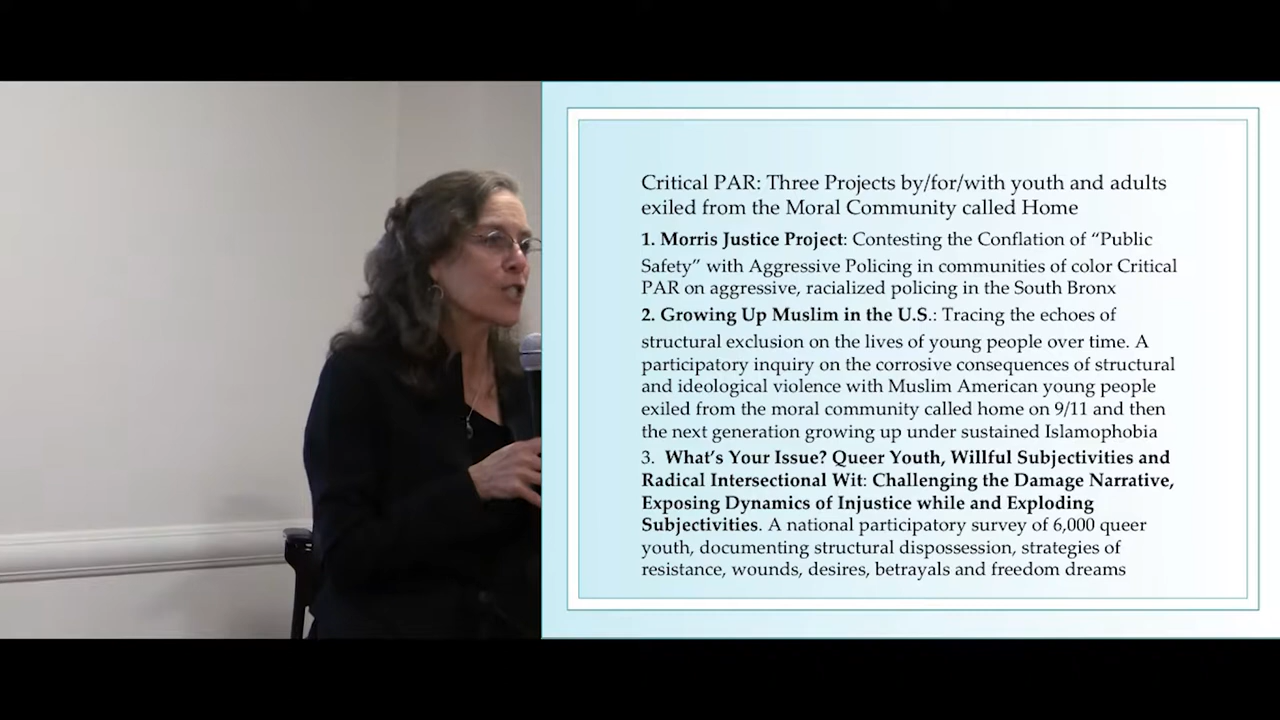 Critical PAR: Three Projects by/for/with youth and adults
exiled from the Moral Community called Home
1. Morris Justice Project: Contesting the Conflation of “Public
Safety” with Aggressive Policing in communities of color Critical
PAR on aggressive, racialized policing in the South Bronx
2. Growing Up Muslim in the U.S.: Tracing the echoes of
structural exclusion on the lives of young people over time. A
participatory inquiry on the corrosive consequences of structural
and ideological violence with Muslim American young people
exiled from the moral community called home on 9/11 and then
the next generation growing up under sustained Islamophobia
3. What’s Your Issue? Queer Youth, Willful Subjectivities and
Radical Intersectional Wit: Challenging the Damage Narrative,
Exposing Dynamics of Injustice while and Exploding
Subjectivities. A national participatory survey of 6,000 queer
youth, documenting structural dispossession, strategies of
resistance, wounds, desires, betrayals and freedom dreams